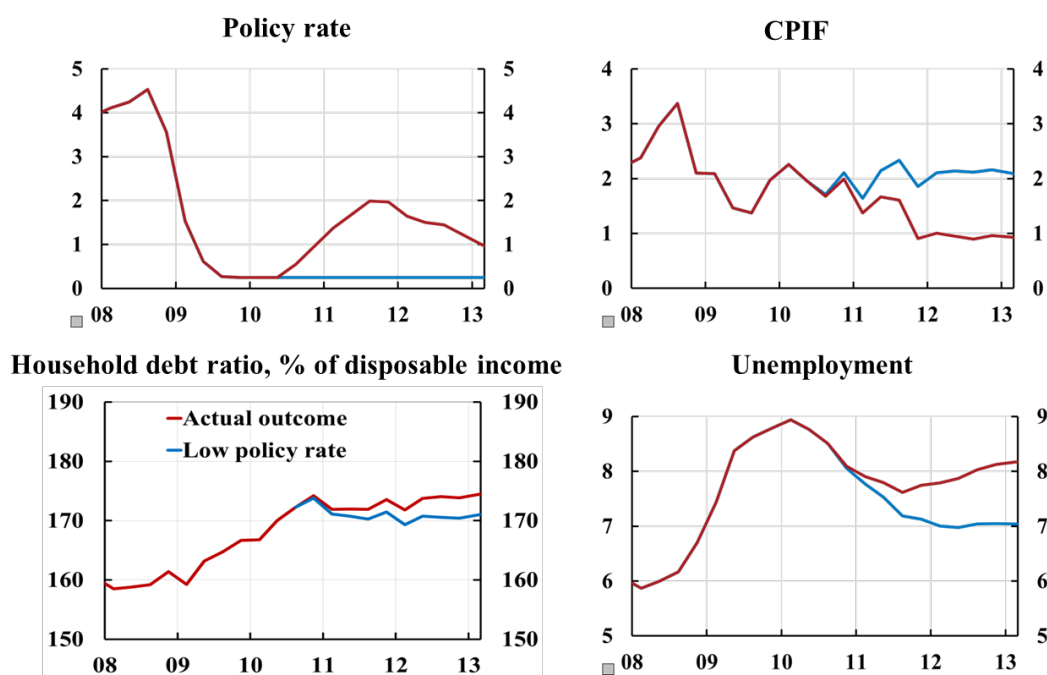 Policy rate
5 5
4 4
3 3
2 2
1 1
0 0
08 09 10 11 12 13
CPIF
4 4
3 3
2 2
1 1
0 0
08 09 10 11 12 13
Household debt ratio, % of disposable income
190 190
Actual outcome
Low policy rate
180 180
170 170
160 160
150 150
08 09 10 11 12 13
Unemployment
9 9
8 8
7 7
6 6
5 5
08 09 10 11 12 13